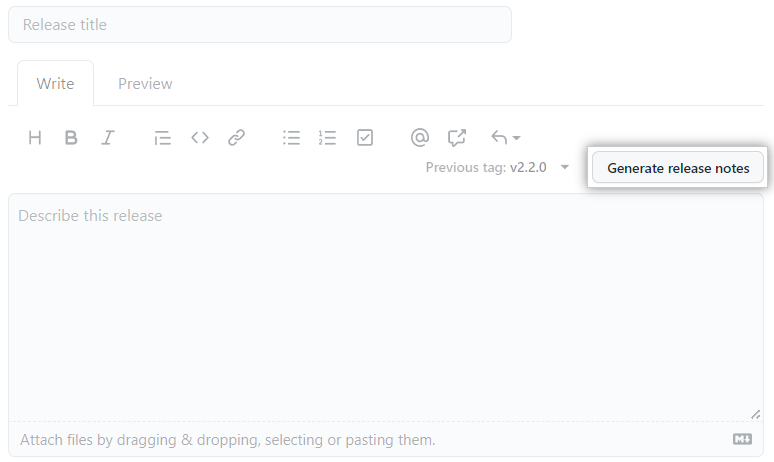 Release title
Write Preview
H B I @
Previous tag: v2.2.0 Generate release notes
Describe this release
Attach files by dragging & dropping, selecting or pasting them.